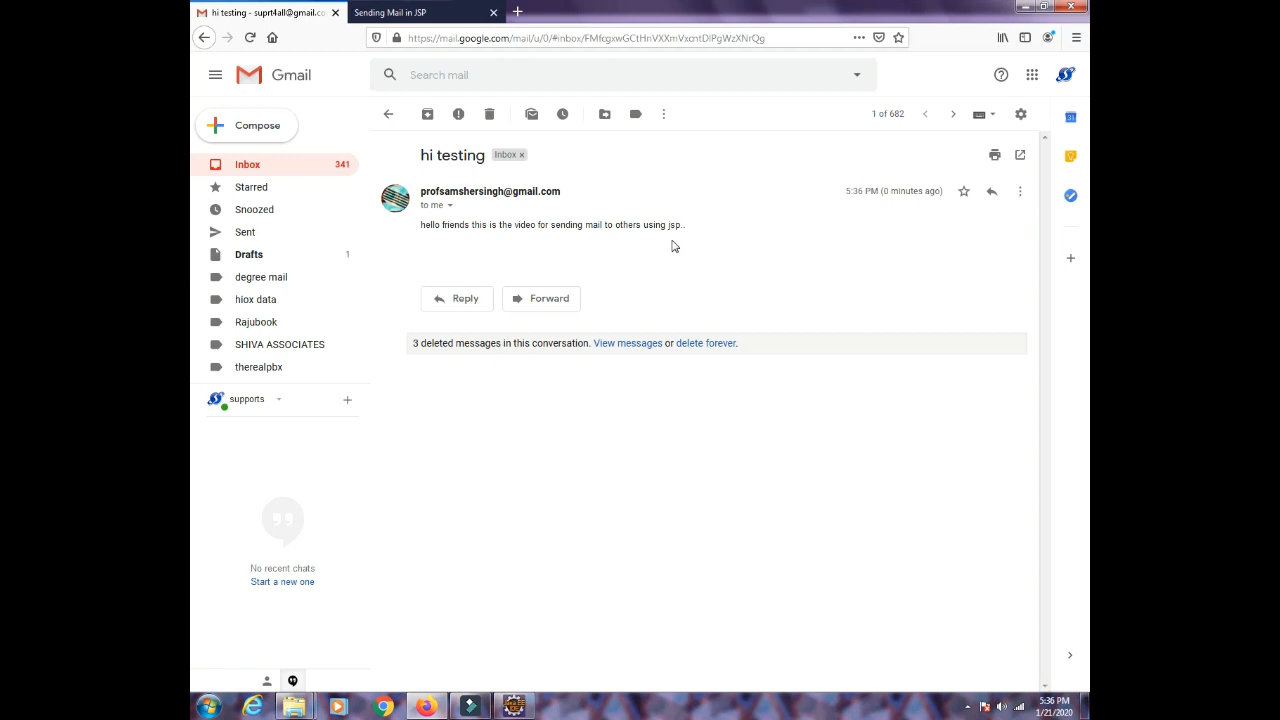 hi testing - suprt4all@gmail.co
Sending Mail in JSP
https://mail.google.com/mail/u/0/#inbox/FMfcgxwGCtHnVXXmVxcntDlPgWzXNrQg
Gmail
Search mail
Compose
1 of 682
Inbox 341
Starred
Snoozed
Sent
Drafts 1
degree mail
hiox data
Rajubook
SHIVA ASSOCIATES
therealpbx
supports
No recent chats
Start a new one
hi testing Inbox x
profsamshersingh@gmail.com
5:36 PM (0 minutes ago)
to me
hello friends this is the video for sending mail to others using jsp..
Reply
Forward
3 deleted messages in this conversation. View messages or delete forever.
31
5:36 PM
1/21/2020